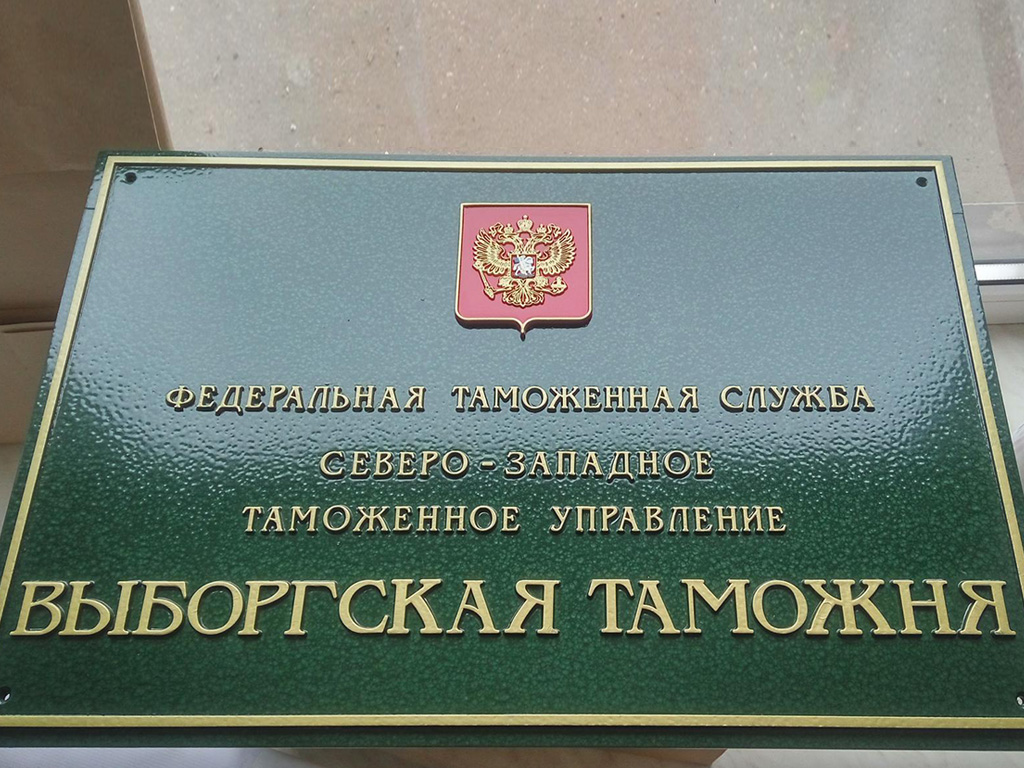 ФЕДЕРАЛЬНАЯ ТАМОЖЕННАЯ СЛУЖБА
СЕВЕРО-ЗАПАДНОЕ
ТАМОЖЕННОЕ УПРАВЛЕНИЕ
ВЫБОРГСКАЯ ТАМОЖНЯ